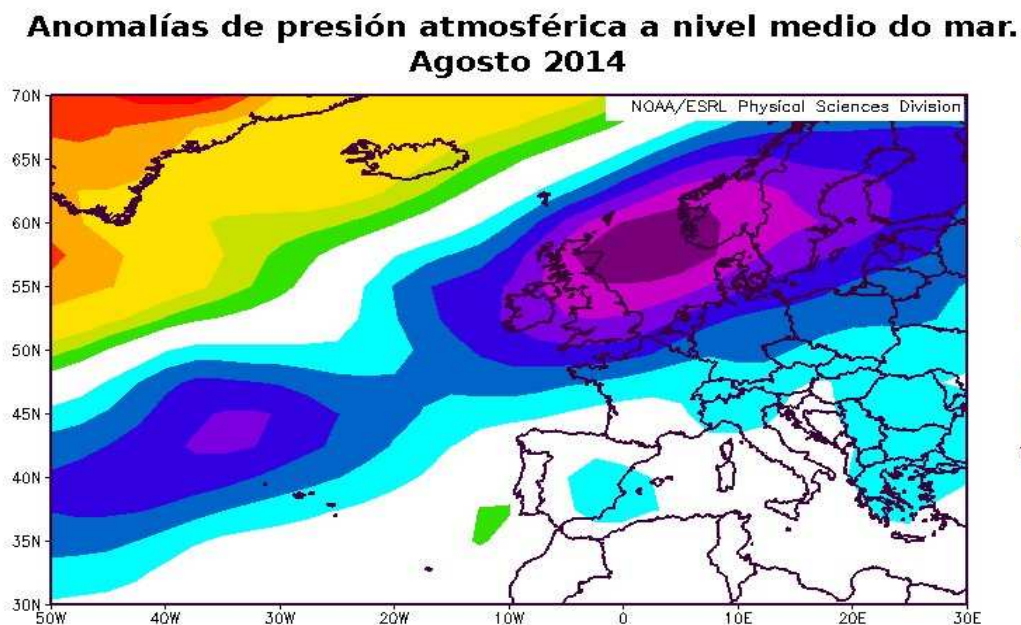 Anomalías de presión atmosférica a nivel medio do mar.
Agosto 2014
NOAA/ESRL Physical Sciences Division
70N
65N
60N
55N
50N
45N
40N
35N
30N
50W 40W 30W 20W 10W 0 10E 20E 30E